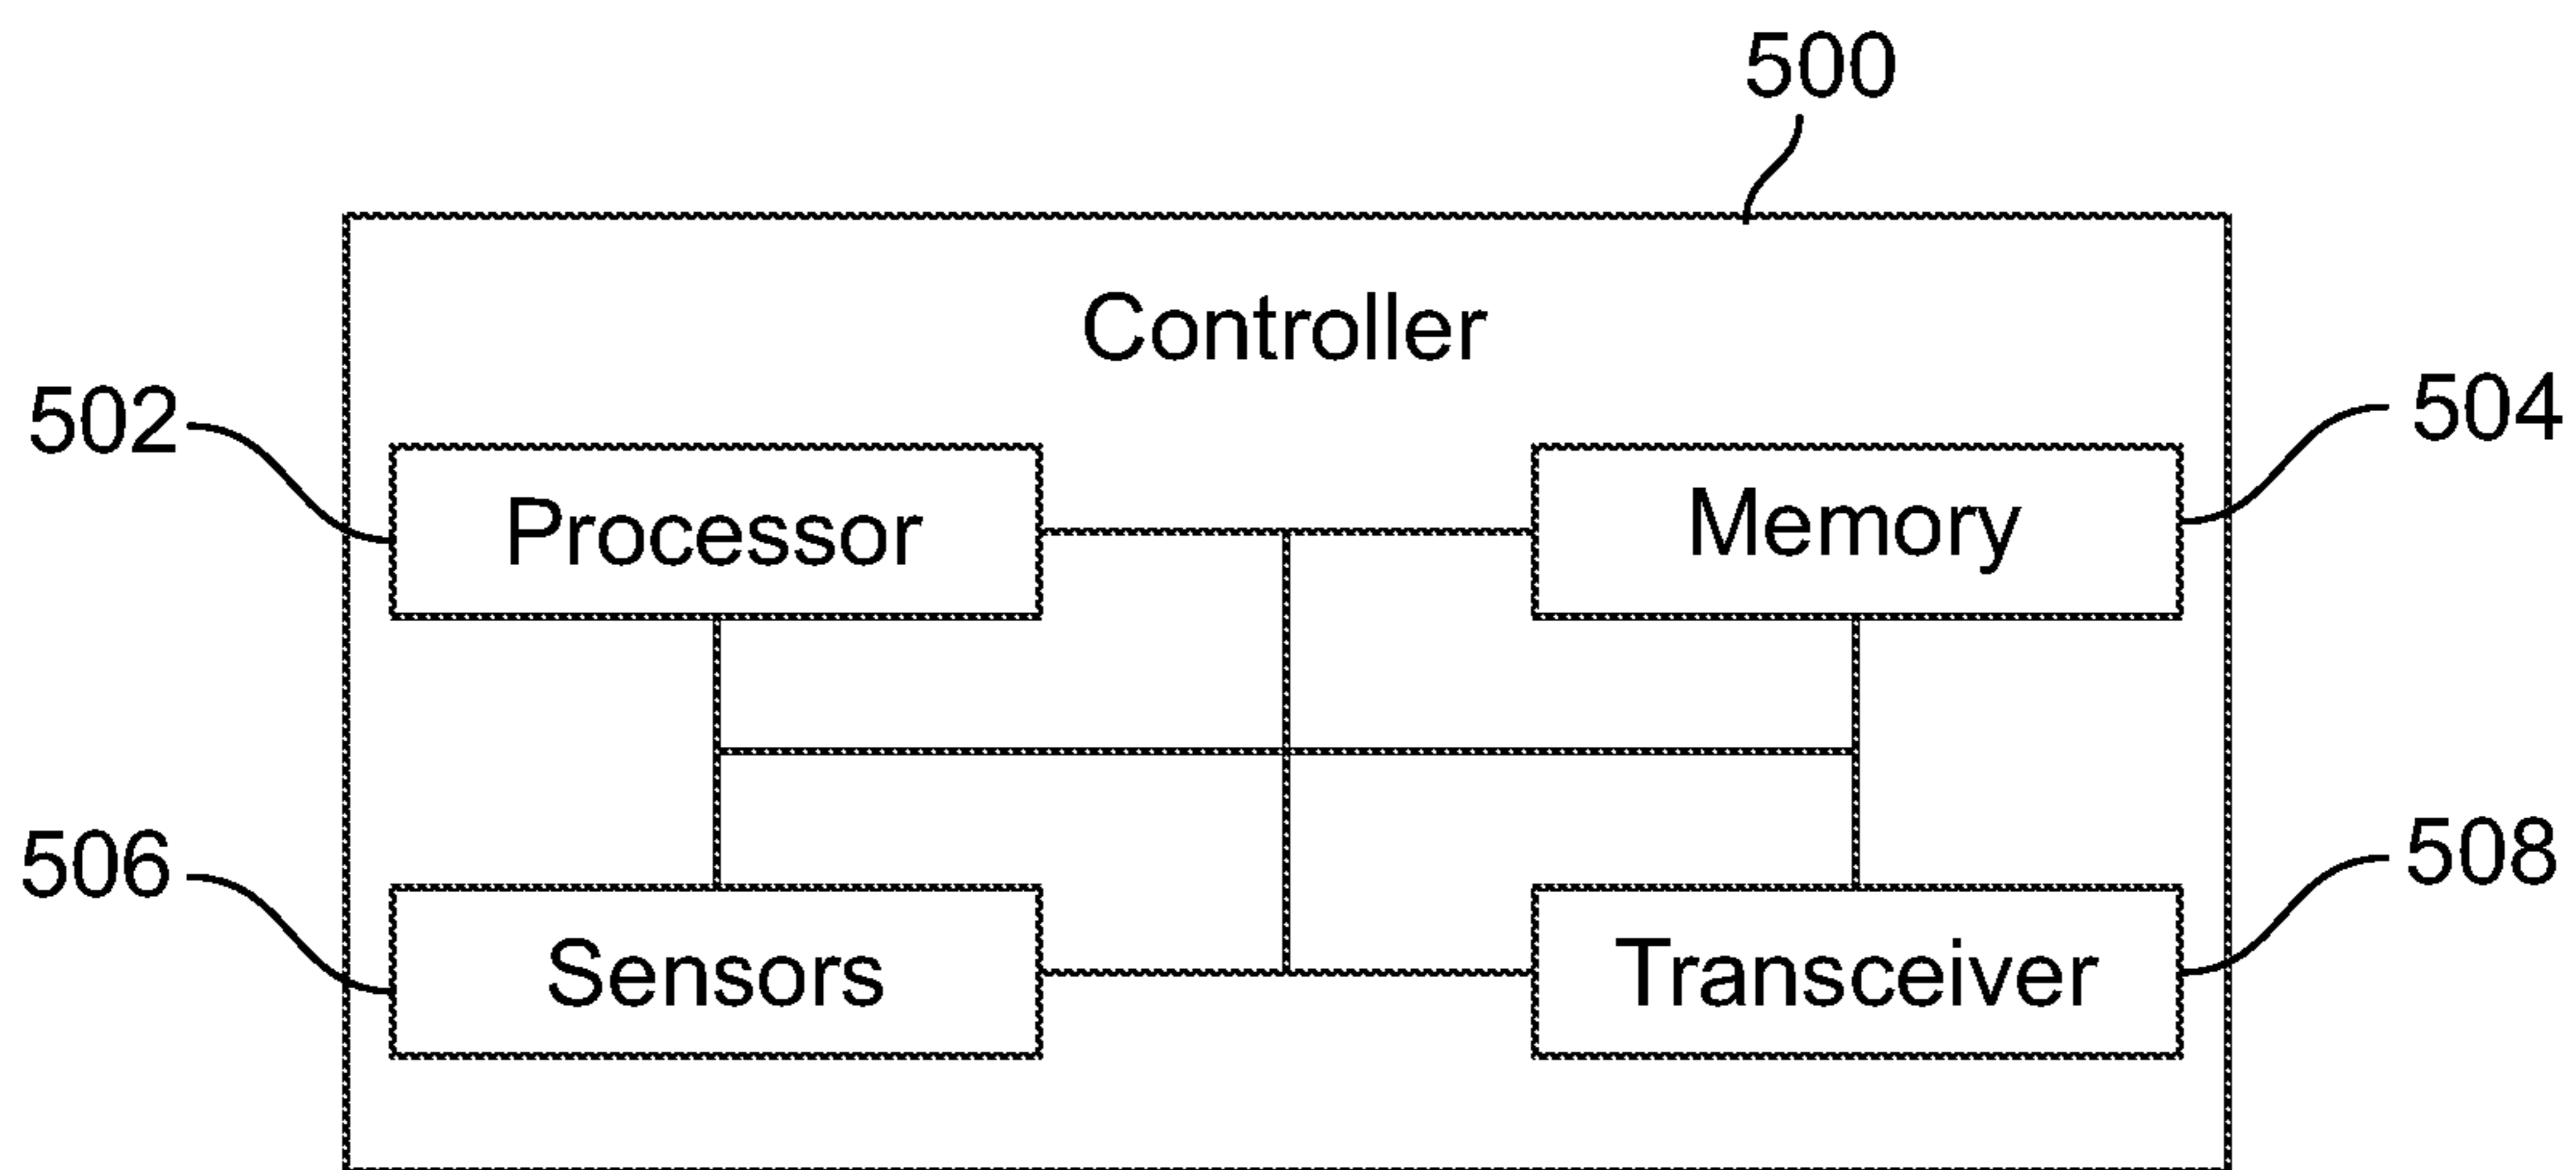 500
Controller
502
504
Processor
Memory
506
508
Sensors
Transceiver